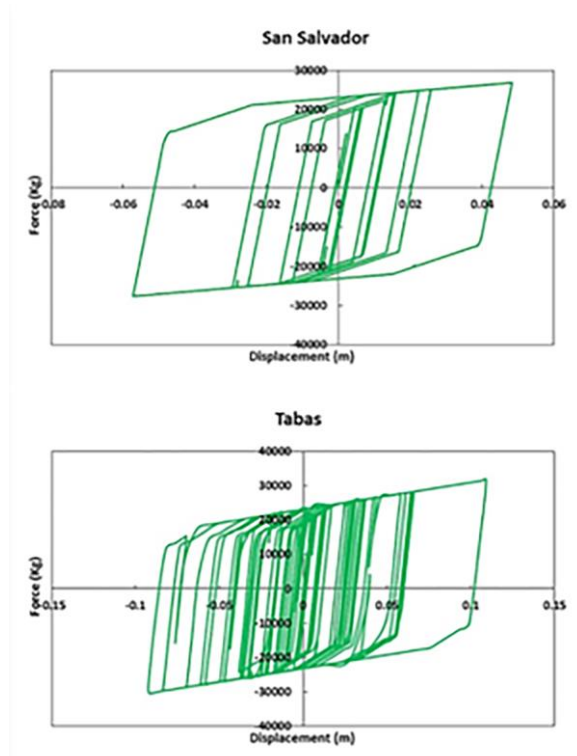 San Salvador
30000
20000
10000
0
-10000
-20000
-30000
-40000
-0.08 -0.06 -0.04 -0.02 0 0.02 0.04 0.06
Force (Kg)
Displacement (m)
Tabas
40000
30000
20000
10000
0
-10000
-20000
-30000
-40000
-0.15 -0.1 -0.05 0 0.05 0.1 0.15
Force (Kg)
Displacement (m)